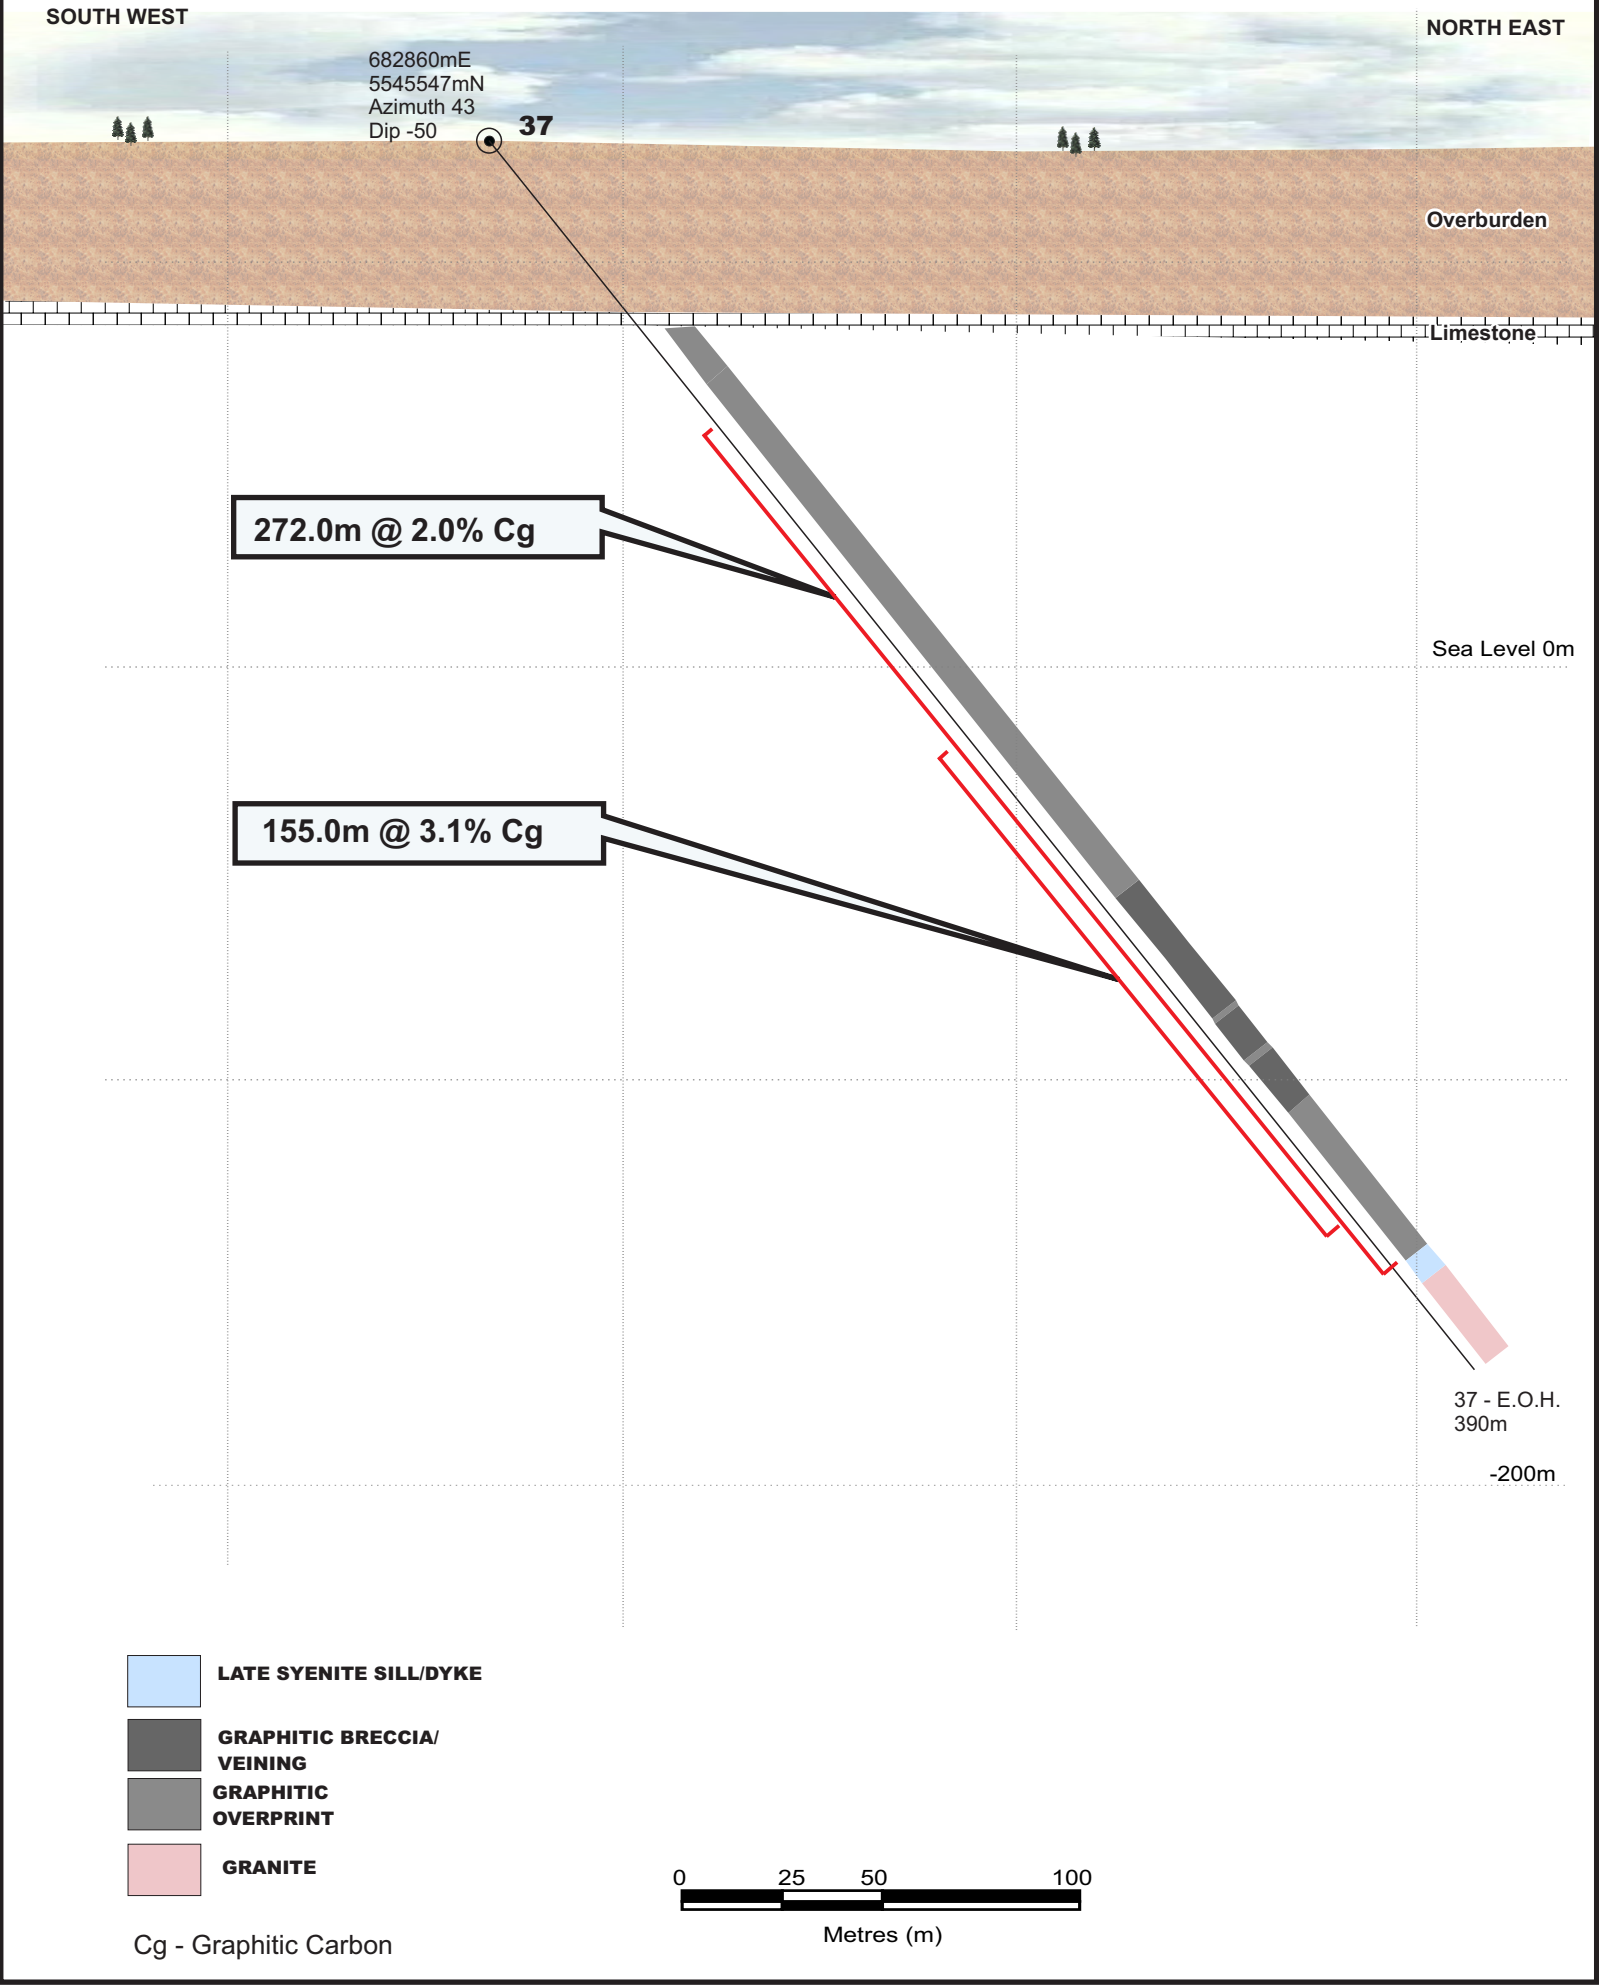 SOUTH WEST
NORTH EAST
682860mE
5545547mN
Azimuth 43
Dip -50
37
Overburden
Limestone
272.0m @ 2.0% Cg
Sea Level 0m
155.0m @ 3.1% Cg
37 - E.O.H.
390m
-200m
LATE SYENITE SILL/DYKE
GRAPHITIC BRECCIA/
VEINING
GRAPHITIC
OVERPRINT
GRANITE
0 25 50 100
Metres (m)
Cg - Graphitic Carbon